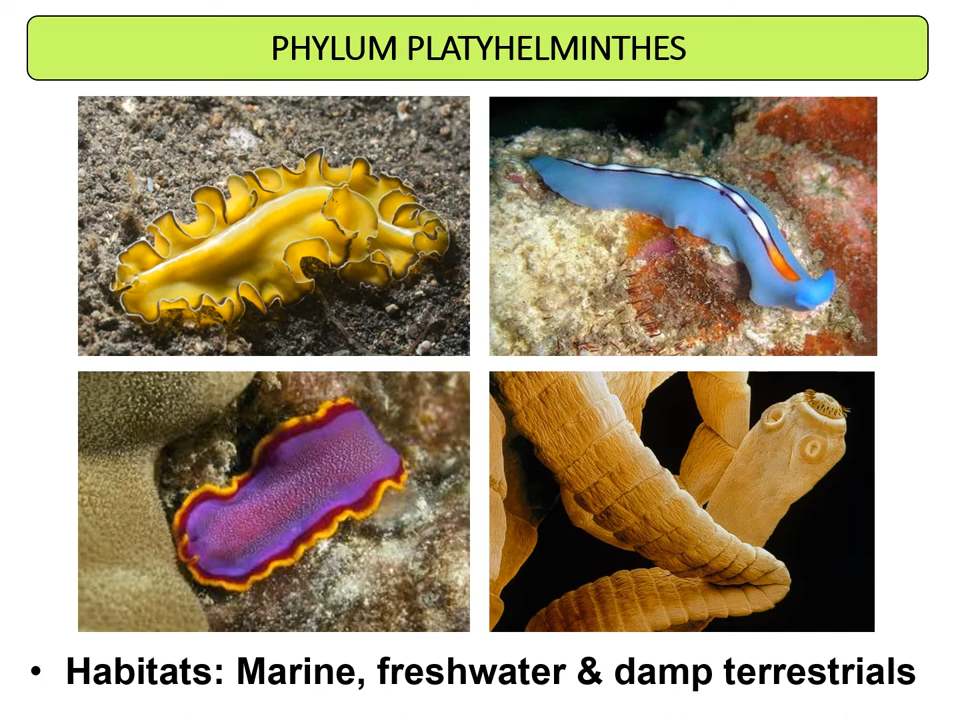 PHYLUM PLATYHELMINTHES
• Habitats: Marine, freshwater & damp terrestrials